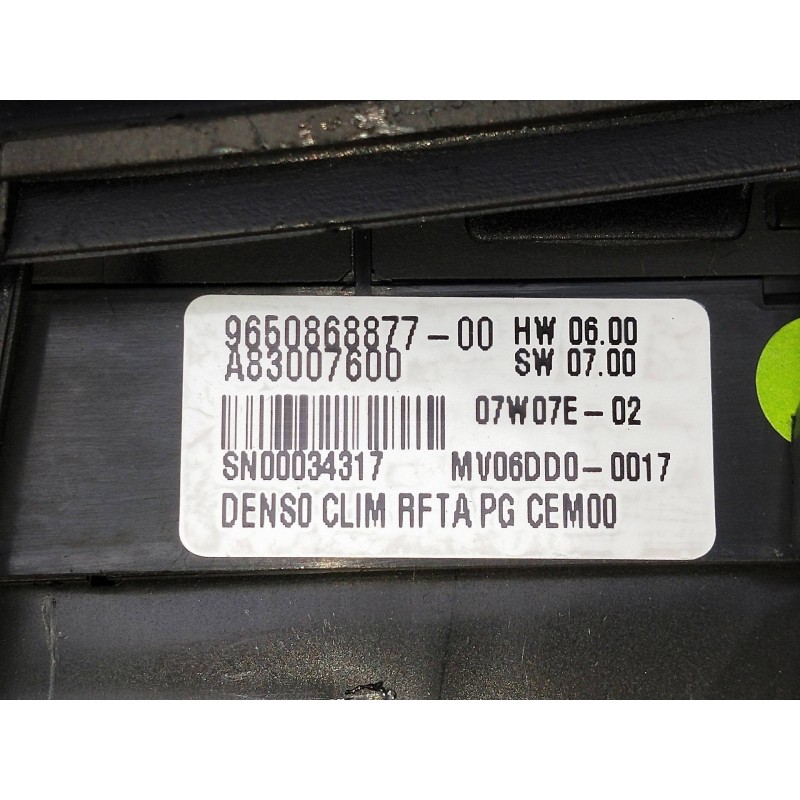 9650868877-00 HW 06.00
A83007600 SW 07.00
07W07E-02
SN00034317 MV06DD0-0017
DENSO CLIM RFTA PG CEM00